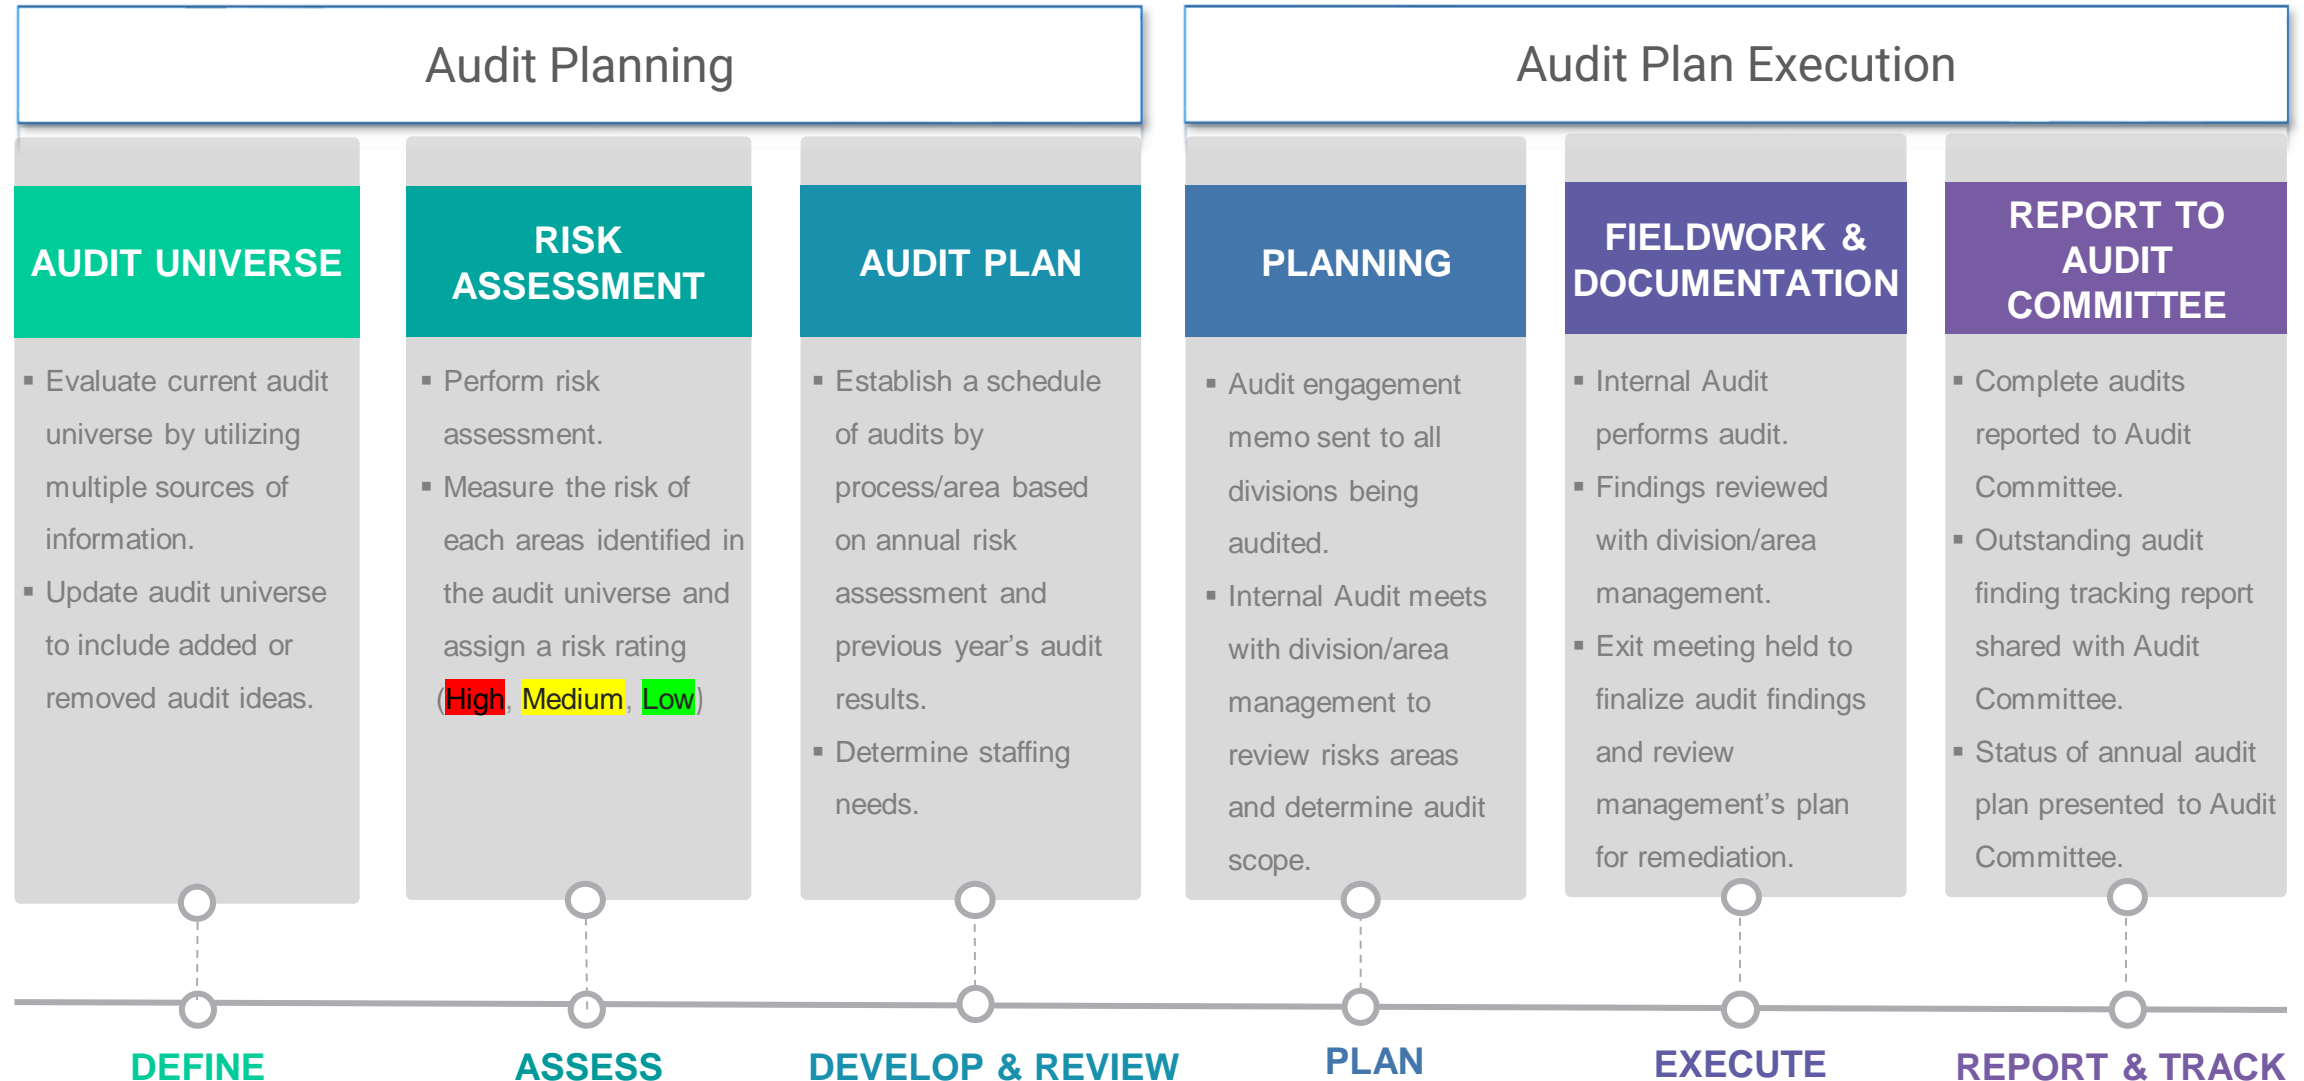 Audit Planning
Audit Plan Execution
AUDIT UNIVERSE
▪ Evaluate current audit
universe by utilizing
multiple sources of
information.
▪ Update audit universe
to include added or
removed audit ideas.
RISK
ASSESSMENT
▪ Perform risk
assessment.
▪ Measure the risk of
each areas identified in
the audit universe and
assign a risk rating
(High, Medium, Low)
AUDIT PLAN
▪ Establish a schedule
of audits by
process/area based
on annual risk
assessment and
previous year’s audit
results.
▪ Determine staffing
needs.
PLANNING
▪ Audit engagement
memo sent to all
divisions being
audited.
▪ Internal Audit meets
with division/area
management to
review risks areas
and determine audit
scope.
FIELDWORK &
DOCUMENTATION
▪ Internal Audit
performs audit.
▪ Findings reviewed
with division/area
management.
▪ Exit meeting held to
finalize audit findings
and review
management’s plan
for remediation.
REPORT TO
AUDIT
COMMITTEE
▪ Complete audits
reported to Audit
Committee.
▪ Outstanding audit
finding tracking report
shared with Audit
Committee.
▪ Status of annual audit
plan presented to Audit
Committee.
DEFINE
ASSESS
DEVELOP & REVIEW
PLAN
EXECUTE
REPORT & TRACK